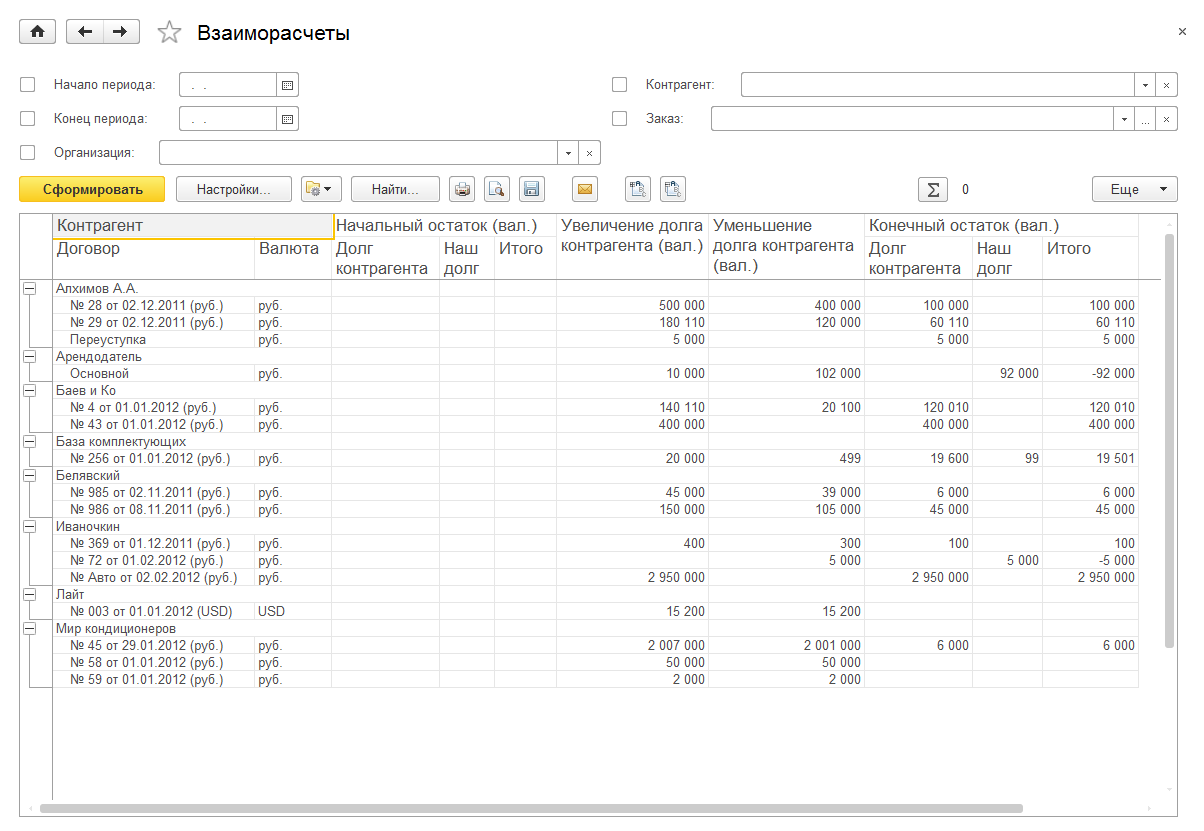 Взаиморасчеты
Начало периода: . . Контрагент:
Конец периода: . . Заказ: ...
Организация:
Сформировать Настройки... Найти... Σ 0 Еще
Контрагент Начальный остаток (вал.) Увеличение долга контрагента (вал.) Уменьшение долга контрагента (вал.) Конечный остаток (вал.)
Договор Валюта Долг контрагента Наш долг Итого Долг контрагента Наш долг Итого
Алхимов А.А.
№ 28 от 02.12.2011 (руб.) руб. 500 000 400 000 100 000 100 000
№ 29 от 02.12.2011 (руб.) руб. 180 110 120 000 60 110 60 110
Переуступка руб. 5 000 5 000 5 000
Арендодатель
Основной руб. 10 000 102 000 92 000 -92 000
Баев и Ко
№ 4 от 01.01.2012 (руб.) руб. 140 110 20 100 120 010 120 010
№ 43 от 01.01.2012 (руб.) руб. 400 000 400 000 400 000
База комплектующих
№ 256 от 01.01.2012 (руб.) руб. 20 000 499 19 600 99 19 501
Белявский
№ 985 от 02.11.2011 (руб.) руб. 45 000 39 000 6 000 6 000
№ 986 от 08.11.2011 (руб.) руб. 150 000 105 000 45 000 45 000
Иваночкин
№ 369 от 01.12.2011 (руб.) руб. 400 300 100 100
№ 72 от 01.02.2012 (руб.) руб. 5 000 5 000 -5 000
№ Авто от 02.02.2012 (руб.) руб. 2 950 000 2 950 000 2 950 000
Лайт
№ 003 от 01.01.2012 (USD) USD 15 200 15 200
Мир кондиционеров
№ 45 от 29.01.2012 (руб.) руб. 2 007 000 2 001 000 6 000 6 000
№ 58 от 01.01.2012 (руб.) руб. 50 000 50 000
№ 59 от 01.01.2012 (руб.) руб. 2 000 2 000